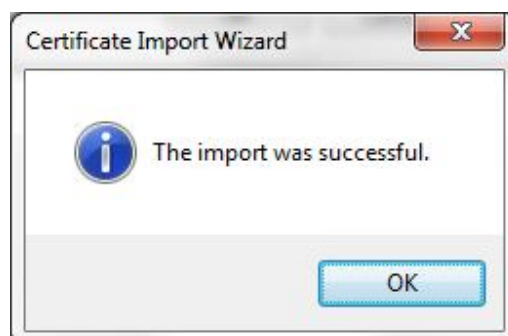 Certificate Import Wizard
The import was successful.
OK